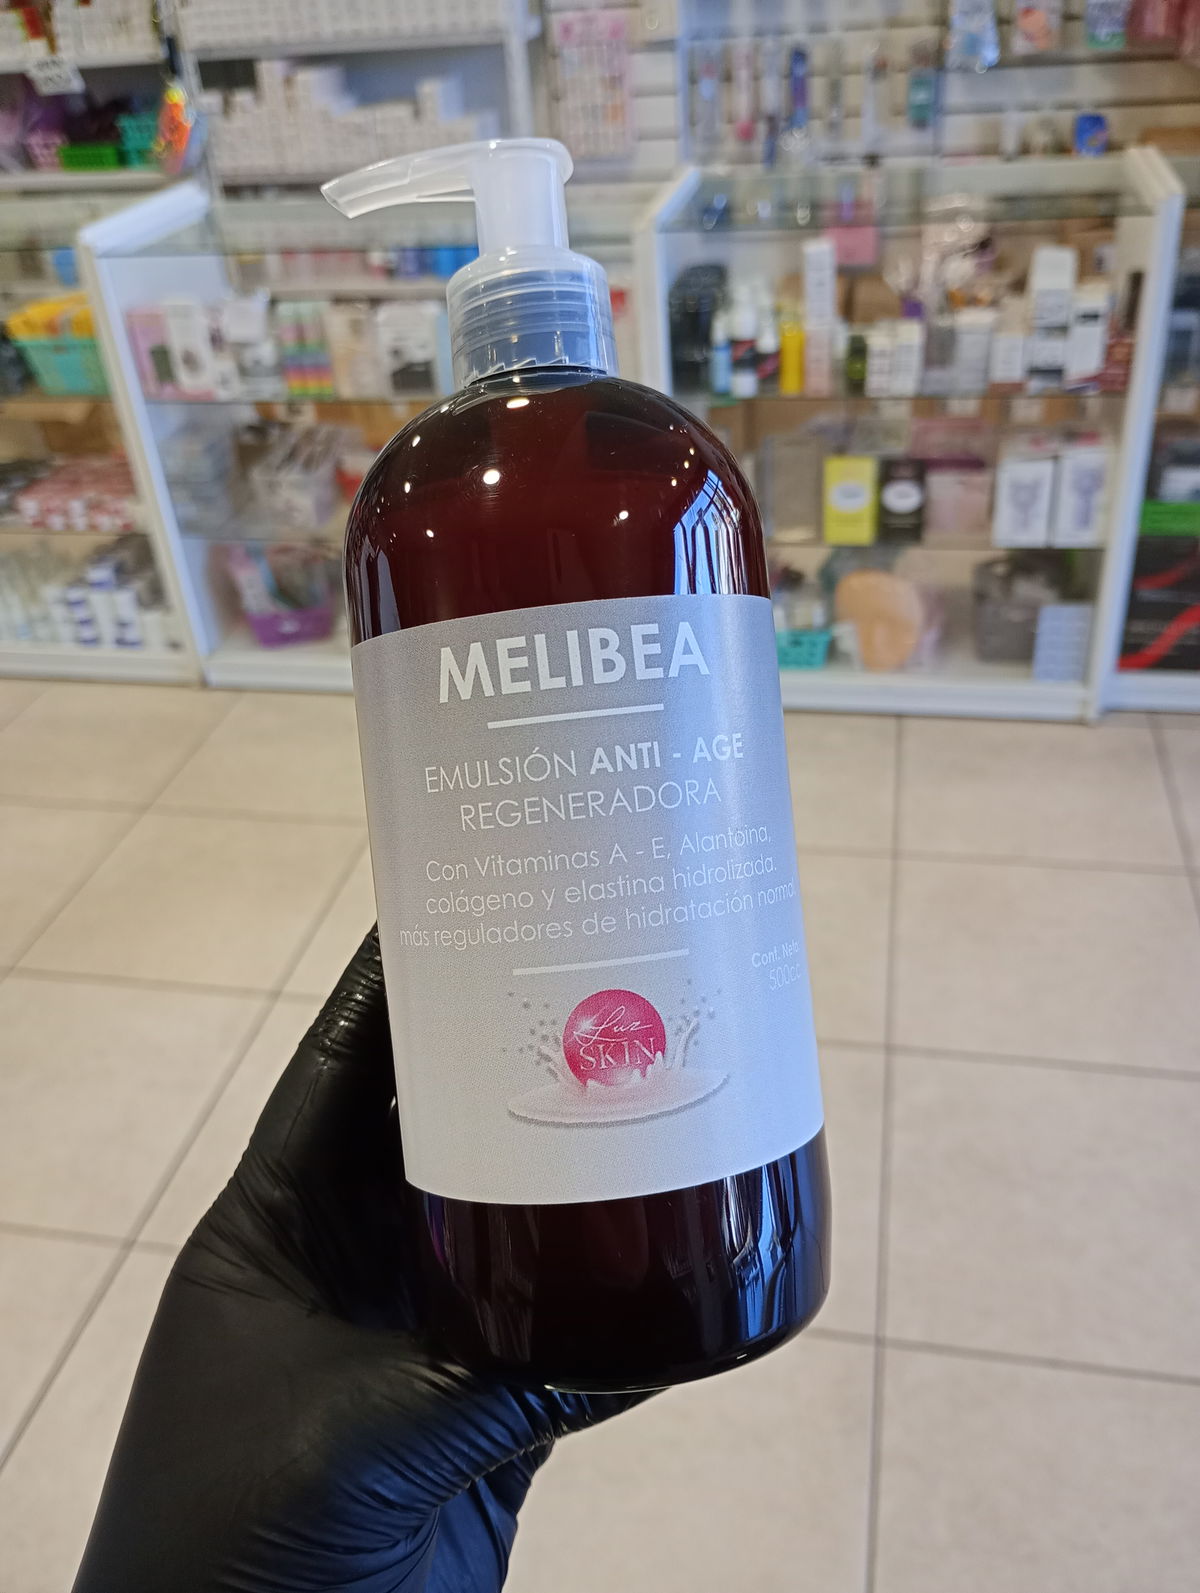 MELIBEA
EMULSIÓN ANTI - AGE
REGENERADORA
Con Vitaminas A - E, Alantoina,
colágeno y elastina hidrolizada.
más reguladores de hidratación normal
Cont. Neto
500cc
Luz
SKIN